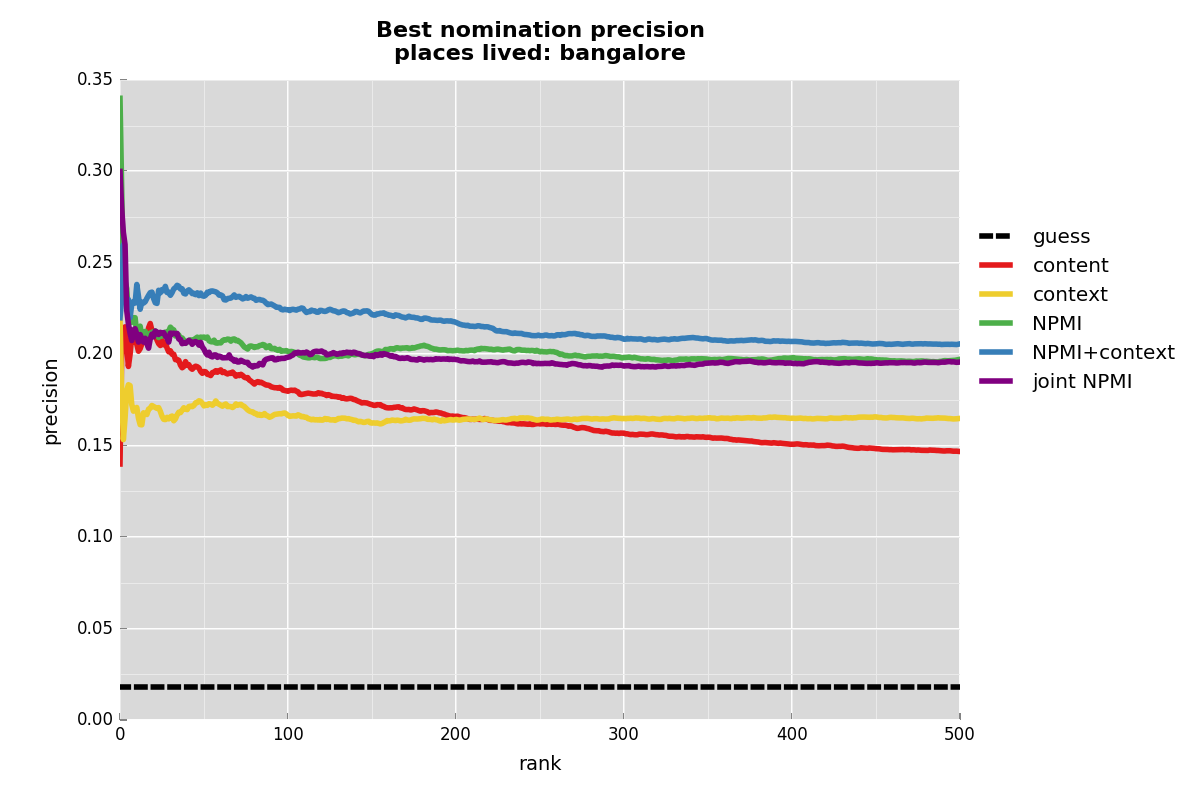 Best nomination precision
places lived: bangalore
0.35
0.30
0.25
0.20
0.15
0.10
0.05
0.00
precision
0 100 200 300 400 500
rank
guess
content
context
NPMI
NPMI+context
joint NPMI